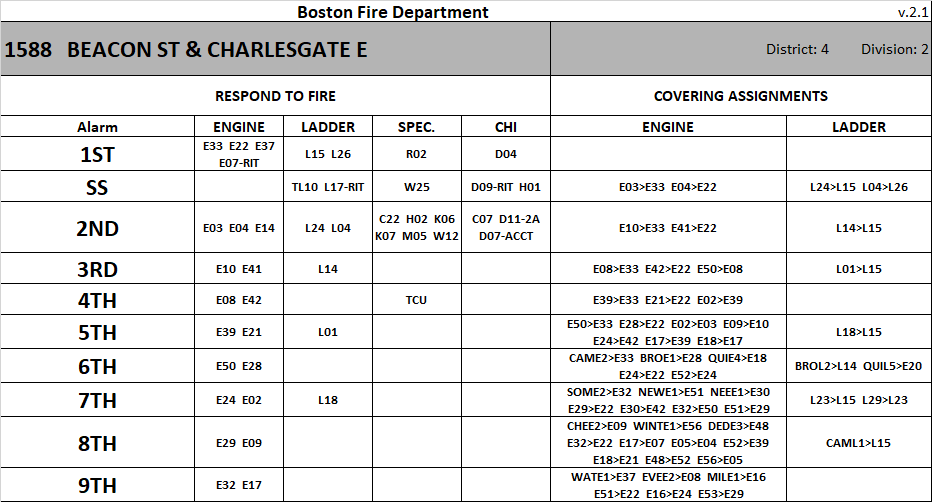 Boston Fire Department v.2.1
1588 BEACON ST & CHARLESGATE E District: 4 Division: 2
RESPOND TO FIRE COVERING ASSIGNMENTS
Alarm ENGINE LADDER SPEC. CHI ENGINE LADDER
1ST
E33 E22 E37
E07-RIT
L15 L26
R02
D04
SS
TL10 L17-RIT
W25
D09-RIT H01
E03>E33 E04>E22
L24>L15 L04>L26
2ND
E03 E04 E14
L24 L04
C22 H02 K06
K07 M05 W12
C07 D11-2A
D07-ACCT
E10>E33 E41>E22
L14>L15
3RD
E10 E41
L14
E08>E33 E42>E22 E50>E08
L01>L15
4TH
E08 E42
TCU
E39>E33 E21>E22 E02>E39
5TH
E39 E21
L01
E50>E33 E28>E22 E02>E03 E09>E10
E24>E42 E17>E39 E18>E17
L18>L15
6TH
E50 E28
CAME2>E33 BROE1>E28 QUIE4>E18
E24>E22 E52>E24
BROL2>L14 QUIL5>E20
7TH
E24 E02
L18
SOME2>E32 NEWE1>E51 NEEE1>E30
E29>E22 E30>E42 E32>E50 E51>E29
L23>L15 L29>L23
8TH
E29 E09
CHEE2>E09 WINTE1>E56 DEDE3>E48
E32>E22 E17>E07 E05>E04 E52>E39
E18>E21 E48>E52 E56>E05
CAML1>L15
9TH
E32 E17
WATE1>E37 EVEE2>E08 MILE1>E16
E51>E22 E16>E24 E53>E29